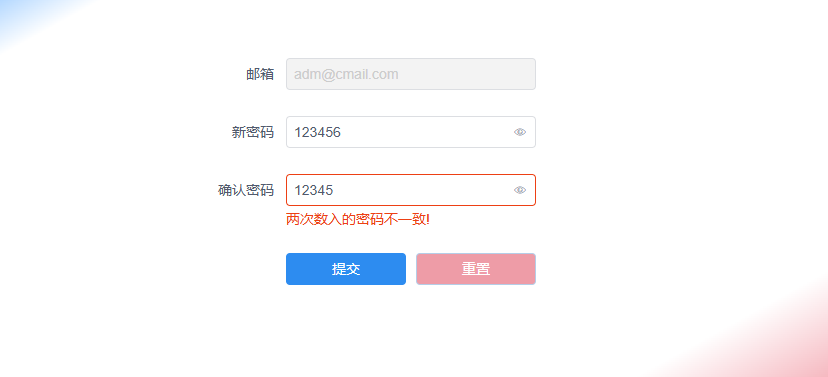 邮箱 adm@cmail.com
新密码 123456
确认密码 12345
两次数入的密码不一致!
提交 重置